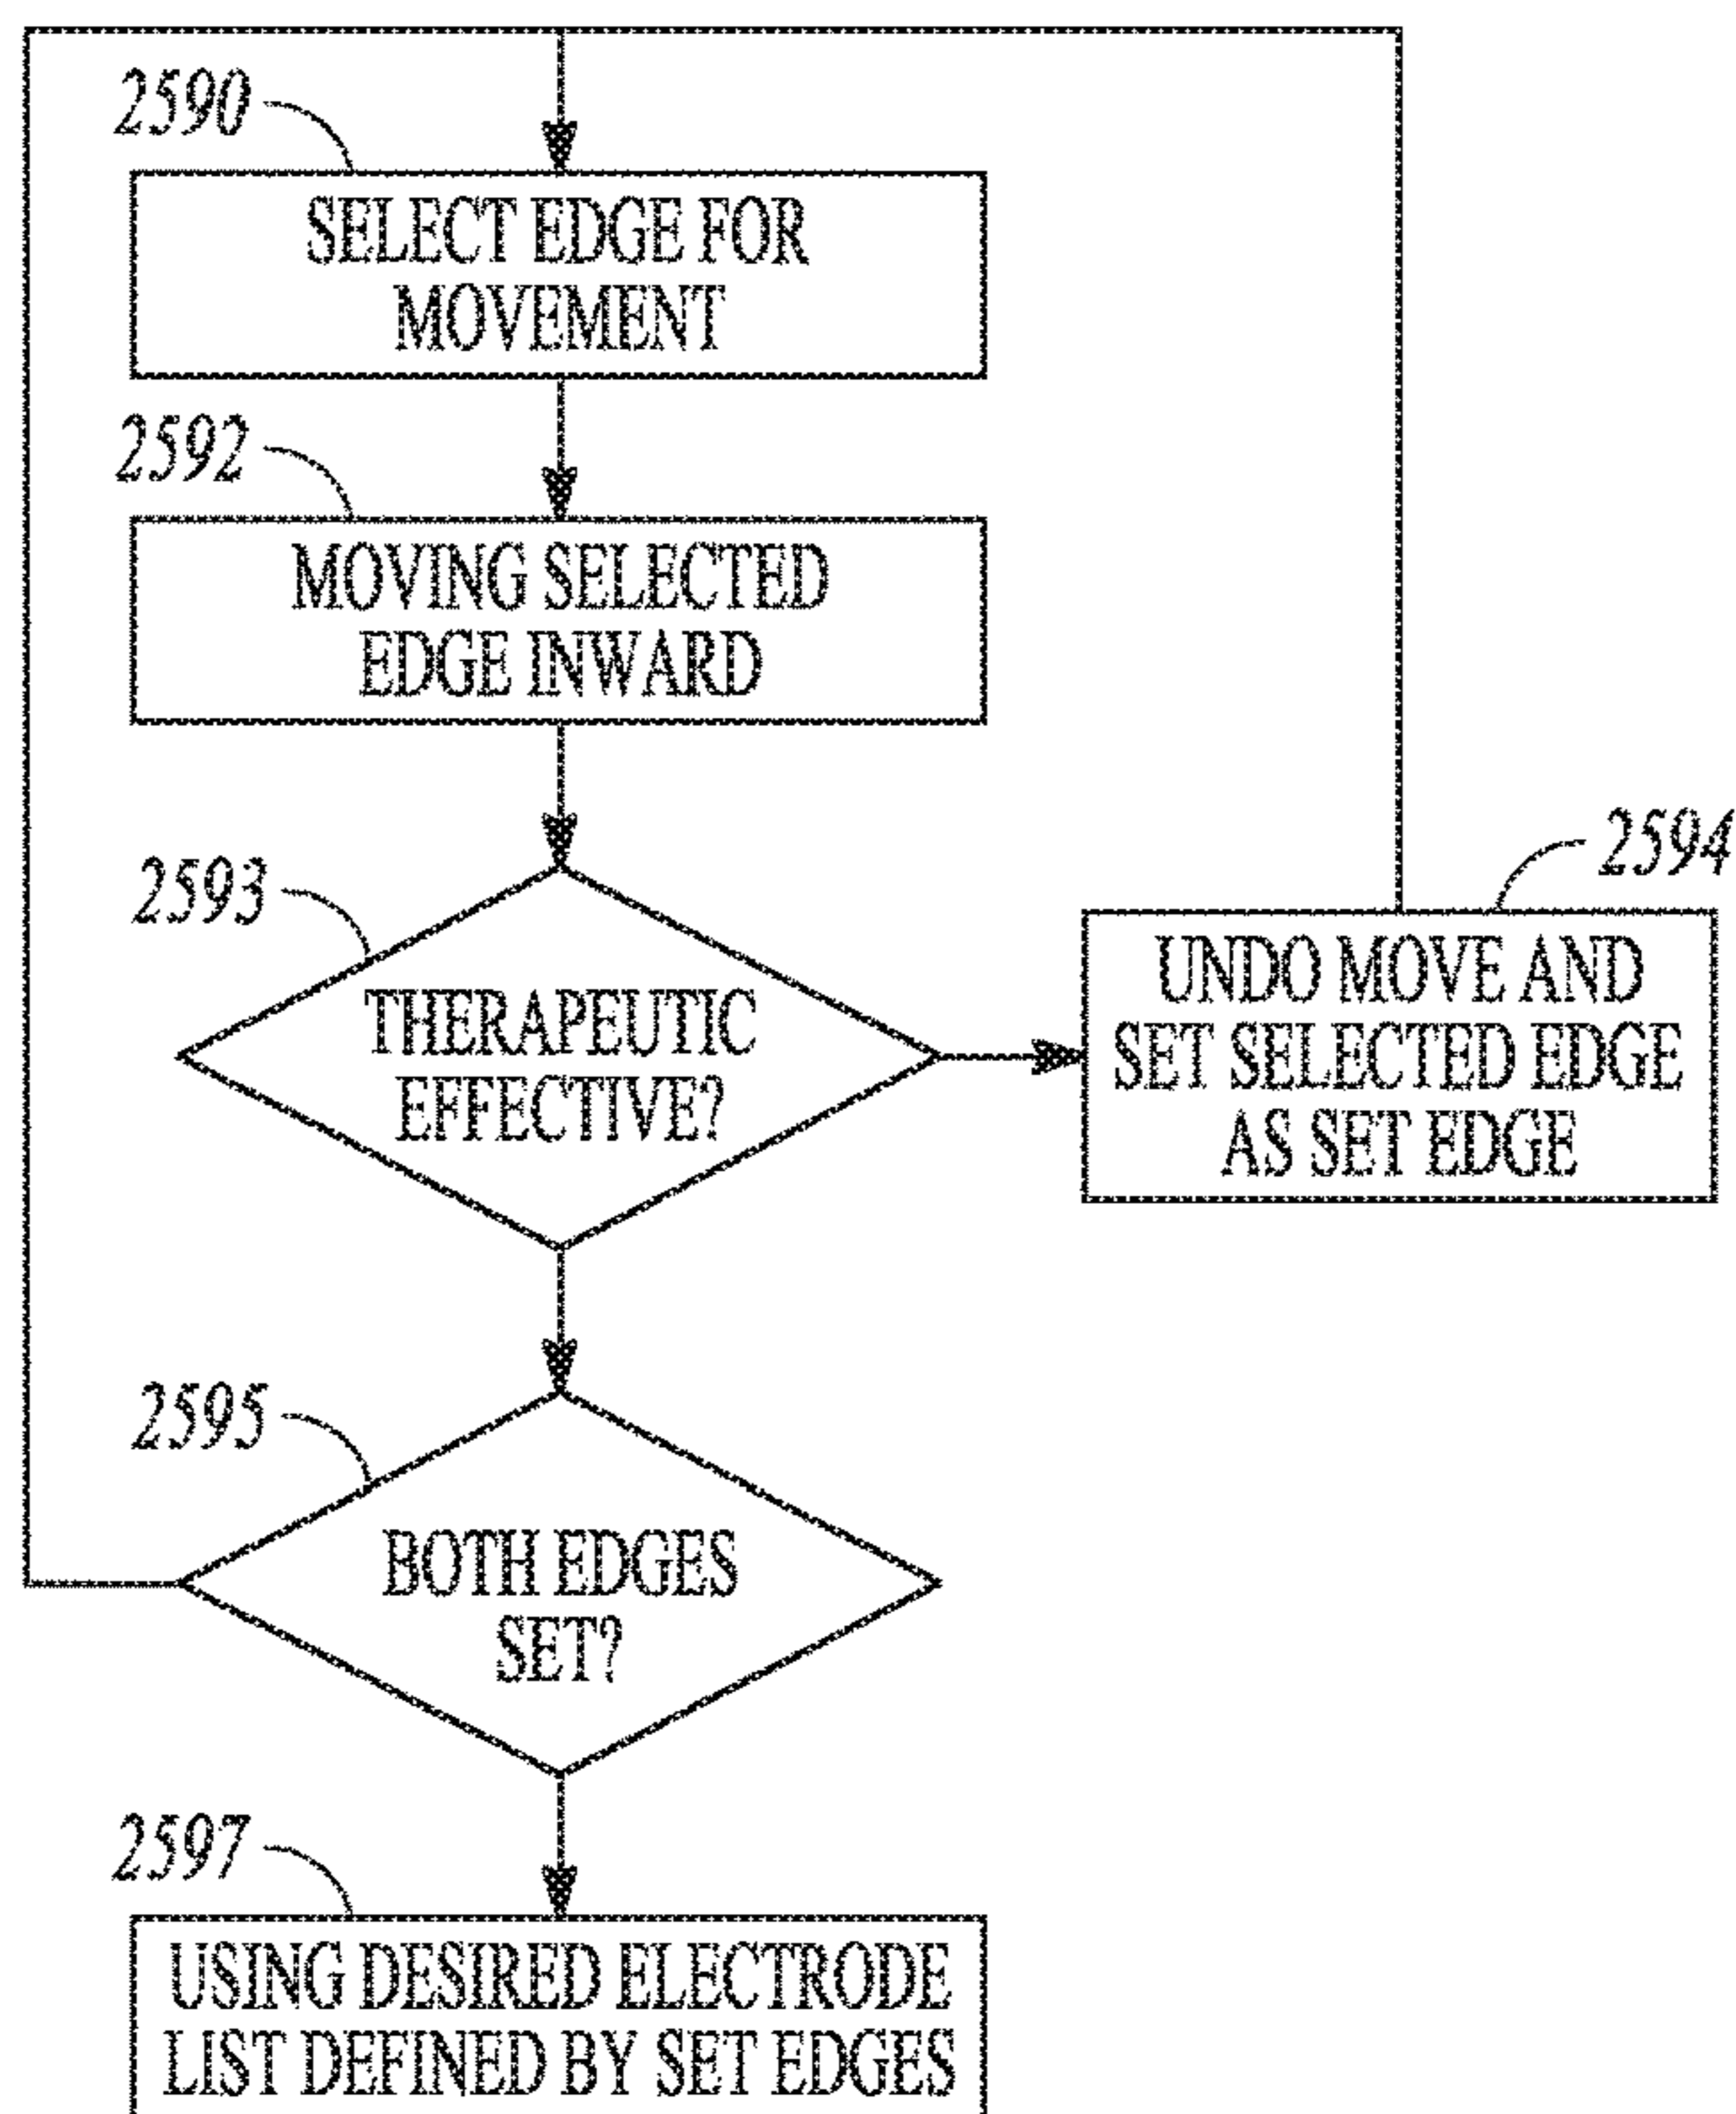 2590
SELECT EDGE FOR
MOVEMENT
2592
MOVING SELECTED
EDGE INWARD
2593
THERAPEUTIC
EFFECTIVE?
2594
UNDO MOVE AND
SET SELECTED EDGE
AS SET EDGE
2595
BOTH EDGES
SET?
2597
USING DESIRED ELECTRODE
LIST DEFINED BY SET EDGES